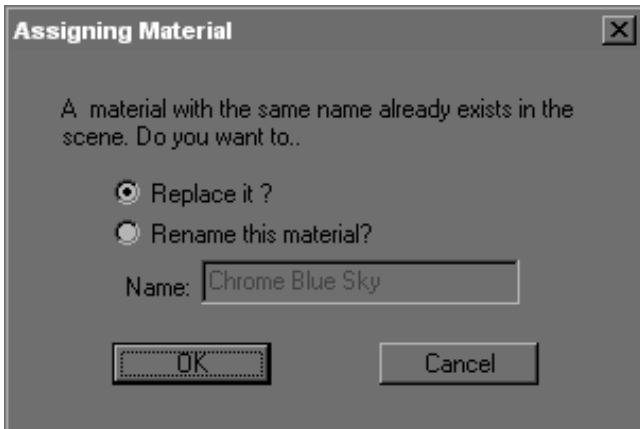 Assigning Material
A material with the same name already exists in the
scene. Do you want to..
Replace it ?
Rename this material?
Name: Chrome Blue Sky
OK Cancel